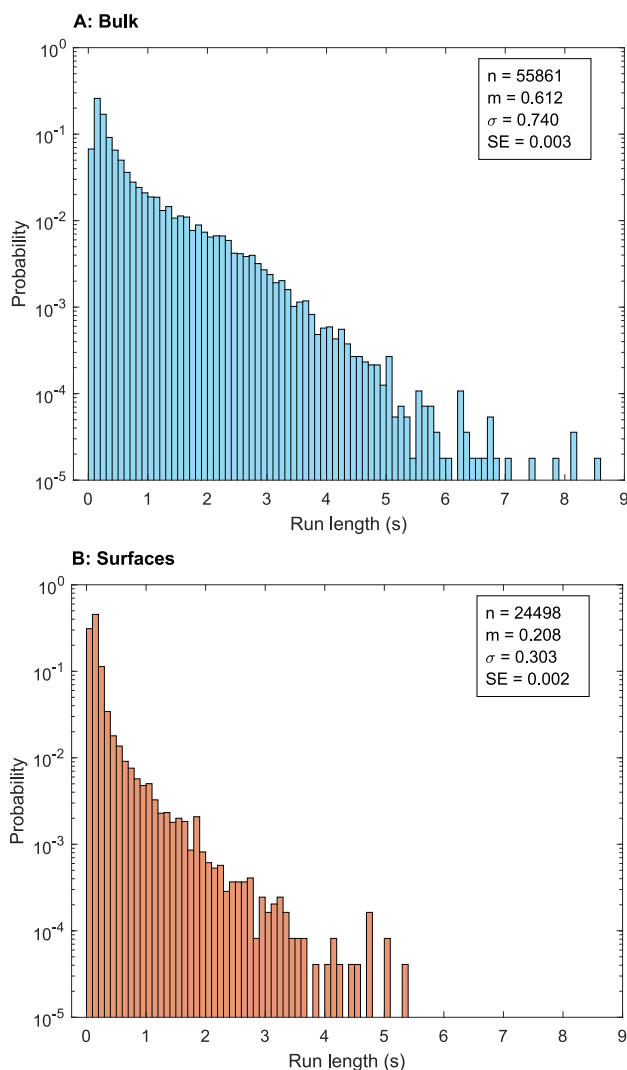 A: Bulk
10^0
10^-1
10^-2
10^-3
10^-4
10^-5
Probability
n = 55861
m = 0.612
σ = 0.740
SE = 0.003
0 1 2 3 4 5 6 7 8 9
Run length (s)
B: Surfaces
10^0
10^-1
10^-2
10^-3
10^-4
10^-5
Probability
n = 24498
m = 0.208
σ = 0.303
SE = 0.002
0 1 2 3 4 5 6 7 8 9
Run length (s)